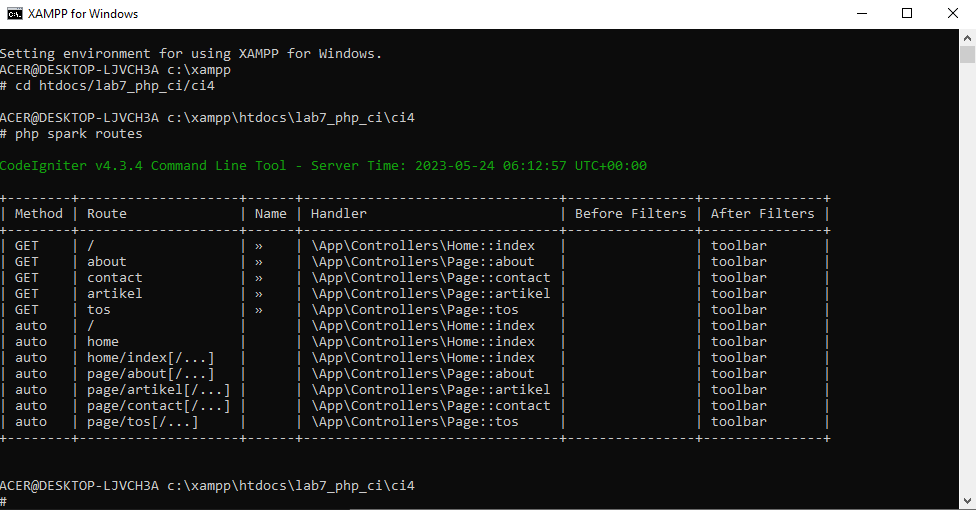 XAMPP for Windows
Setting environment for using XAMPP for Windows.
ACER@DESKTOP-LJVCH3A c:\xampp
# cd htdocs/lab7_php_ci/ci4
ACER@DESKTOP-LJVCH3A c:\xampp\htdocs\lab7_php_ci\ci4
# php spark routes
CodeIgniter v4.3.4 Command Line Tool - Server Time: 2023-05-24 06:12:57 UTC+00:00
+--------+--------------------+------+--------------------------------+----------------+---------------+
| Method | Route | Name | Handler | Before Filters | After Filters |
+--------+--------------------+------+--------------------------------+----------------+---------------+
| GET | / | » | \App\Controllers\Home::index | | toolbar |
| GET | about | » | \App\Controllers\Page::about | | toolbar |
| GET | contact | » | \App\Controllers\Page::contact | | toolbar |
| GET | artikel | » | \App\Controllers\Page::artikel | | toolbar |
| GET | tos | » | \App\Controllers\Page::tos | | toolbar |
| auto | / | | \App\Controllers\Home::index | | toolbar |
| auto | home | | \App\Controllers\Home::index | | toolbar |
| auto | home/index[/...] | | \App\Controllers\Home::index | | toolbar |
| auto | page/about[/...] | | \App\Controllers\Page::about | | toolbar |
| auto | page/artikel[/...] | | \App\Controllers\Page::artikel | | toolbar |
| auto | page/contact[/...] | | \App\Controllers\Page::contact | | toolbar |
| auto | page/tos[/...] | | \App\Controllers\Page::tos | | toolbar |
+--------+--------------------+------+--------------------------------+----------------+---------------+
ACER@DESKTOP-LJVCH3A c:\xampp\htdocs\lab7_php_ci\ci4
#